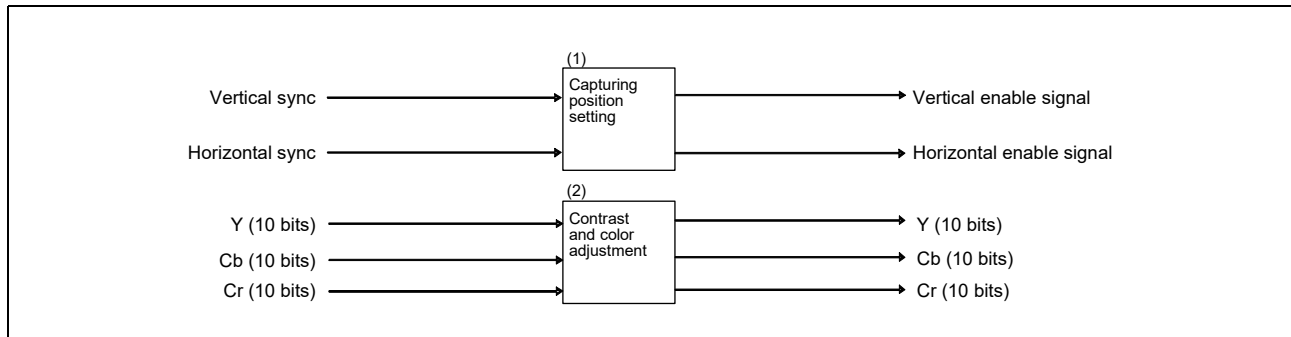 (1)
Capturing
position
setting
Vertical sync
Vertical enable signal
Horizontal sync
Horizontal enable signal
(2)
Contrast
and color
adjustment
Y (10 bits)
Y (10 bits)
Cb (10 bits)
Cb (10 bits)
Cr (10 bits)
Cr (10 bits)